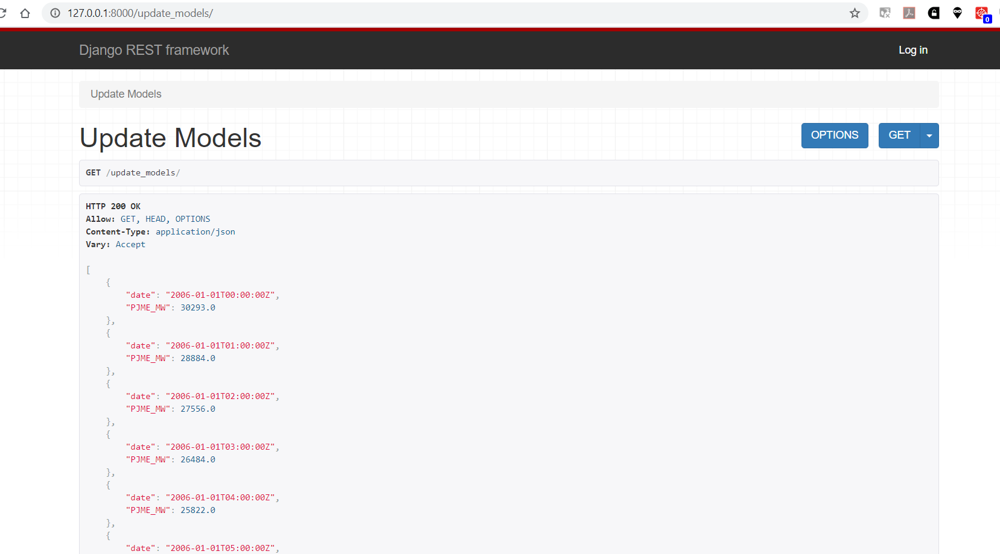 127.0.0.1:8000/update_models/
0
Django REST framework
Log in
Update Models
Update Models
OPTIONS
GET
GET /update_models/
HTTP 200 OK
Allow: GET, HEAD, OPTIONS
Content-Type: application/json
Vary: Accept
[
    {
        "date": "2006-01-01T00:00:00Z",
        "PJME_MW": 30293.0
    },
    {
        "date": "2006-01-01T01:00:00Z",
        "PJME_MW": 28884.0
    },
    {
        "date": "2006-01-01T02:00:00Z",
        "PJME_MW": 27556.0
    },
    {
        "date": "2006-01-01T03:00:00Z",
        "PJME_MW": 26484.0
    },
    {
        "date": "2006-01-01T04:00:00Z",
        "PJME_MW": 25822.0
    },
    {
        "date": "2006-01-01T05:00:00Z",